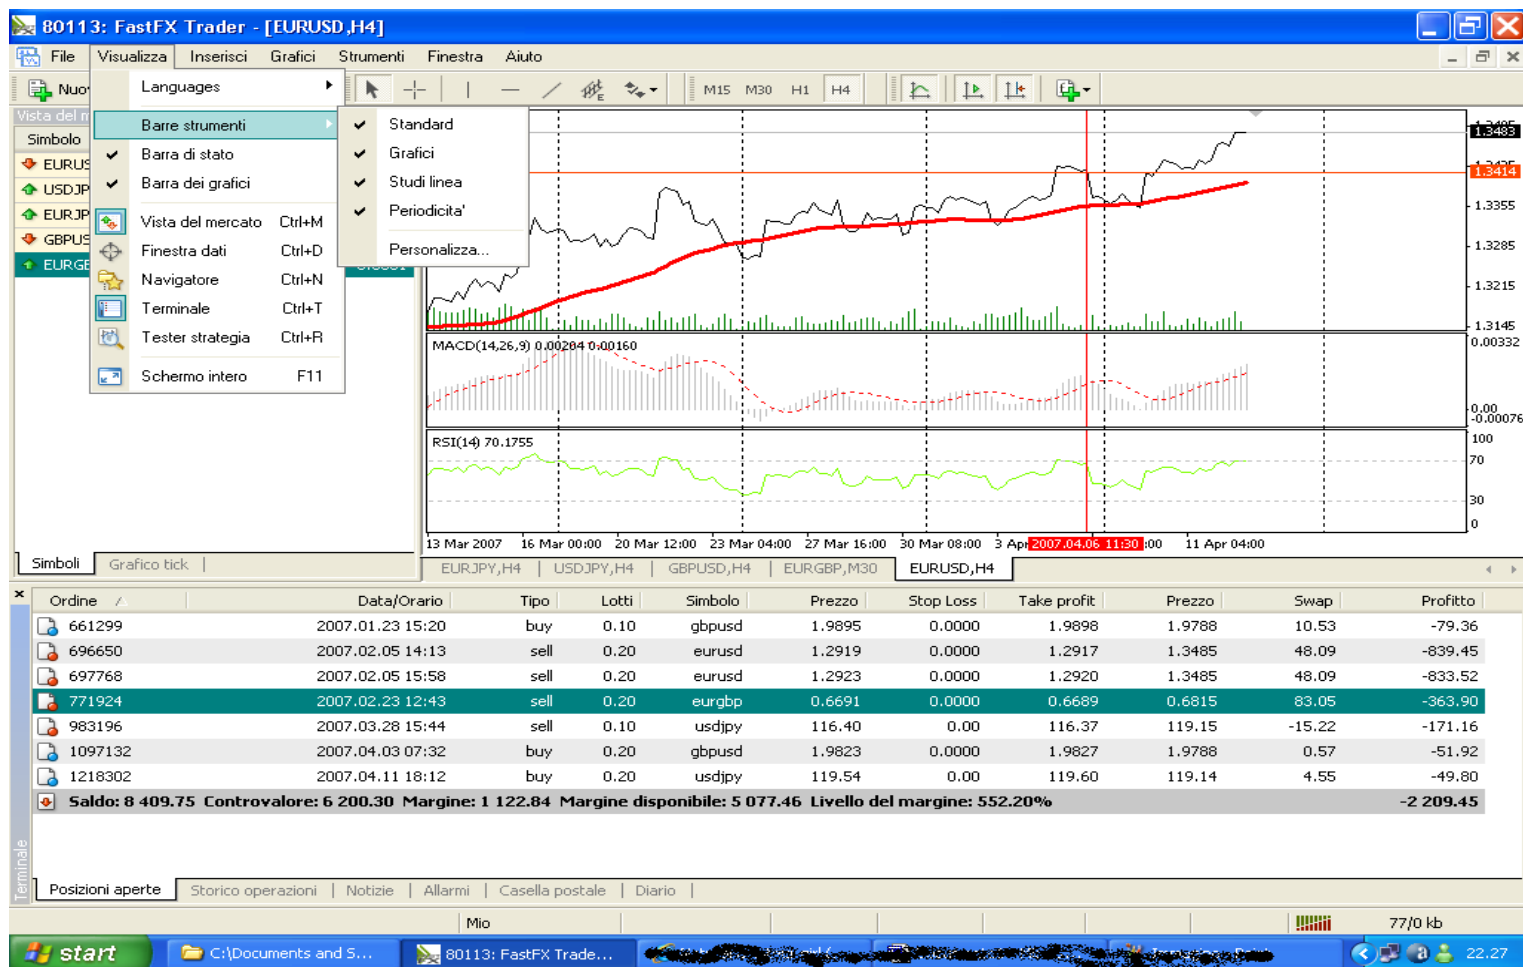 80113: FastFX Trader - [EURUSD,H4]
File Visualizza Inserisci Grafici Strumenti Finestra Aiuto
M15 M30 H1 H4
Vista del
Simbolo
USDJP
EURJP
GBPUS
Languages
Barre strumenti
Barra di stato
Barra dei grafici
Vista del mercato Ctrl+M
Finestra dati Ctrl+D
Navigatore Ctrl+N
Terminale Ctrl+T
Tester strategia Ctrl+R
Schermo intero F11
Standard
Grafici
Studi linea
Periodicita'
Personalizza...
1.3483
1.3414
1.3355
1.3285
1.3215
1.3145
MACD(14,26,9) 0.00204 0.00160
0.00332
0.00
-0.00076
RSI(14) 70.1755
100
70
30
0
13 Mar 2007 16 Mar 00:00 20 Mar 12:00 23 Mar 04:00 27 Mar 16:00 30 Mar 08:00 3 Apr 2007.04.06 11:30 :00 11 Apr 04:00
Simboli Grafico tick
EURJPY,H4 USDJPY,H4 GBPUSD,H4 EURGBP,M30 EURUSD,H4
Ordine Data/Orario Tipo Lotti Simbolo Prezzo Stop Loss Take profit Prezzo Swap Profitto
661299 2007.01.23 15:20 buy 0.10 gbpusd 1.9895 0.0000 1.9898 1.9788 10.53 -79.36
696650 2007.02.05 14:13 sell 0.20 eurusd 1.2919 0.0000 1.2917 1.3485 48.09 -839.45
697768 2007.02.05 15:58 sell 0.20 eurusd 1.2923 0.0000 1.2920 1.3485 48.09 -833.52
771924 2007.02.23 12:43 sell 0.20 eurgbp 0.6691 0.0000 0.6689 0.6815 83.05 -363.90
983196 2007.03.28 15:44 sell 0.10 usdjpy 116.40 0.00 116.37 119.15 -15.22 -171.16
1097132 2007.04.03 07:32 buy 0.20 gbpusd 1.9823 0.0000 1.9827 1.9788 0.57 -51.92
1218302 2007.04.11 18:12 buy 0.20 usdjpy 119.54 0.00 119.60 119.14 4.55 -49.80
Saldo: 8 409.75 Controvalore: 6 200.30 Margine: 1 122.84 Margine disponibile: 5 077.46 Livello del margine: 552.20% -2 209.45
Terminale
Posizioni aperte Storico operazioni Notizie Allarmi Casella postale Diario
Mio 77/0 kb
start C:\Documents and S... 80113: FastFX Trade... 22.27